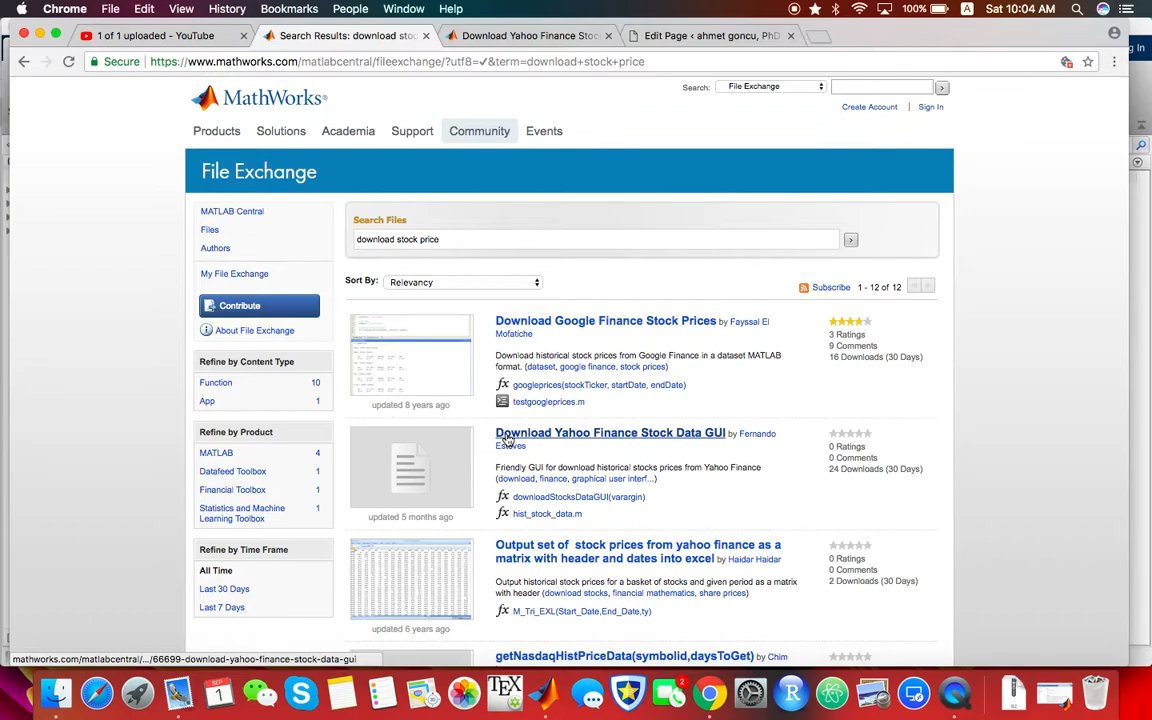 Chrome File Edit View History Bookmarks People Window Help 100% A Sat 10:04 AM
1 of 1 uploaded - YouTube
Search Results: download sto
Download Yahoo Finance Stoc
Edit Page ‹ ahmet goncu, PhD
Secure https://www.mathworks.com/matlabcentral/fileexchange/?utf8=✓&term=download+stock+price
MathWorks®
Search: File Exchange
Create Account | Sign In
Products Solutions Academia Support Community Events
File Exchange
MATLAB Central
Files
Authors
My File Exchange
Contribute
About File Exchange
Refine by Content Type
Function 10
App 1
Refine by Product
MATLAB 4
Datafeed Toolbox 1
Financial Toolbox 1
Statistics and Machine
Learning Toolbox 1
Refine by Time Frame
All Time
Last 30 Days
Last 7 Days
Search Files
download stock price
Sort By: Relevancy
Subscribe 1 - 12 of 12
Download Google Finance Stock Prices by Fayssal El
Mofatiche
Download historical stock prices from Google Finance in a dataset MATLAB
format. (dataset, google finance, stock prices)
fx googleprices(stockTicker, startDate, endDate)
testgoogleprices.m
updated 8 years ago
3 Ratings
9 Comments
16 Downloads (30 Days)
Download Yahoo Finance Stock Data GUI by Fernando
Esteves
Friendly GUI for download historical stocks prices from Yahoo Finance
(download, finance, graphical user interf...)
fx downloadStocksDataGUI(varargin)
fx hist_stock_data.m
updated 5 months ago
0 Ratings
0 Comments
24 Downloads (30 Days)
Output set of stock prices from yahoo finance as a
matrix with header and dates into excel by Haidar Haidar
Output historical stock prices for a basket of stocks and given period as a matrix
with header (download stocks, financial mathematics, share prices)
fx M_Tri_EXL(Start_Date,End_Date,ty)
updated 6 years ago
0 Ratings
0 Comments
2 Downloads (30 Days)
getNasdaqHistPriceData(symbolid,daysToGet) by Chim
mathworks.com/matlabcentral/.../66699-download-yahoo-finance-stock-data-gui
SEP
1
TEX
2
R